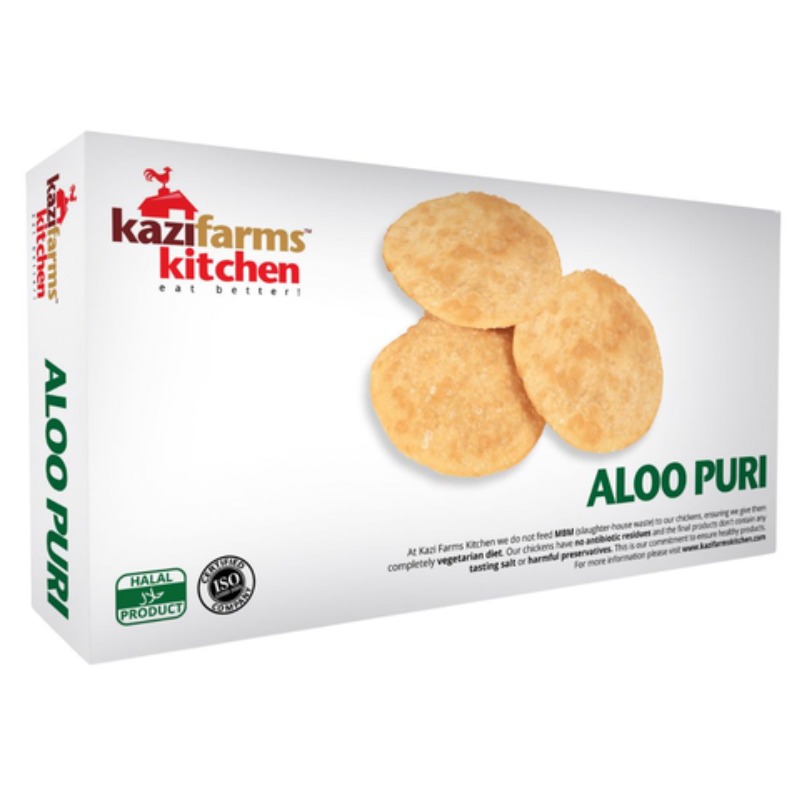 kazifarms™
kitchen
eat better!
kazifarms™
kitchen
eat better!
ALOO PURI
ALOO PURI
At Kazi Farms Kitchen we do not feed MBM (slaughter-house waste) to our chickens, ensuring we give them
completely vegetarian diet. Our chickens have no antibiotic residues and the final products don't contain any
tasting salt or harmful preservatives. This is our commitment to ensure healthy products.
For more information please visit www.kazifarmskitchen.com
HALAL
حلال
PRODUCT
CERTIFIED
ISO
COMPANY